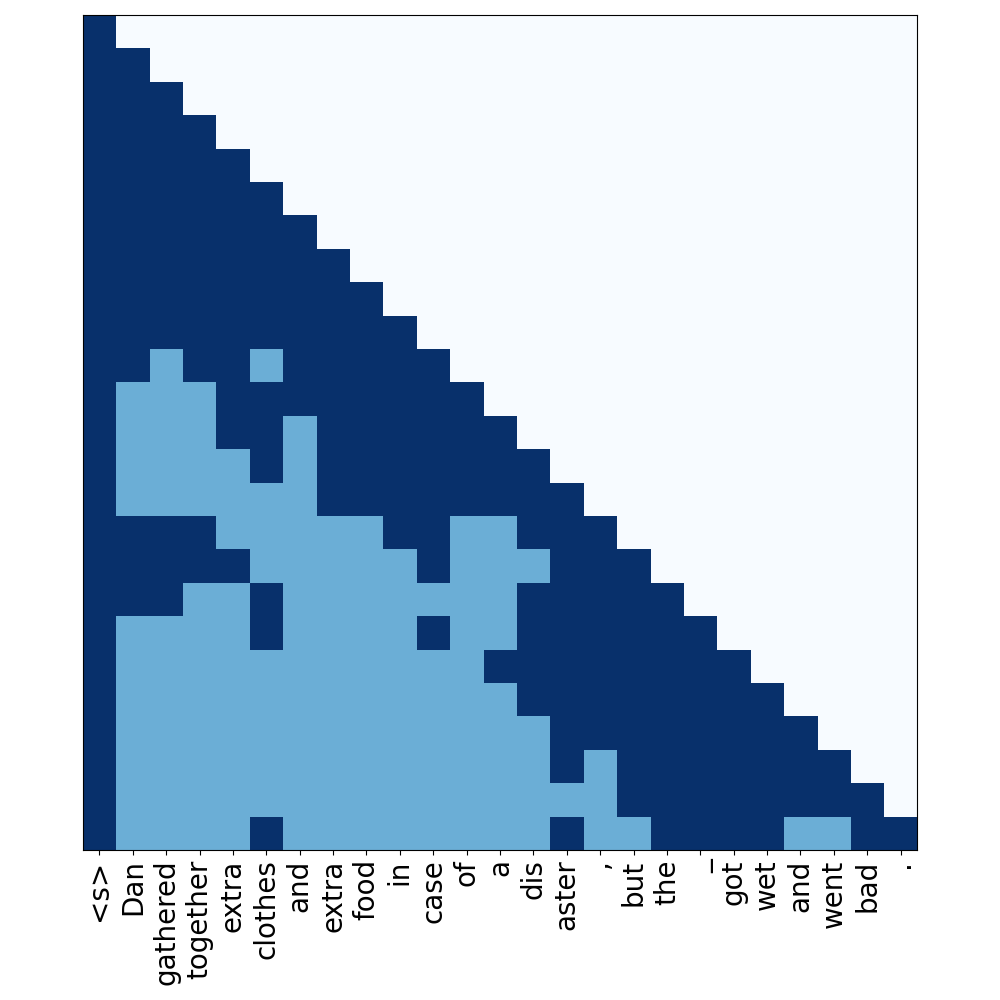 <s> Dan gathered together extra clothes and extra food in case of a dis aster , but the _ got wet and went bad .